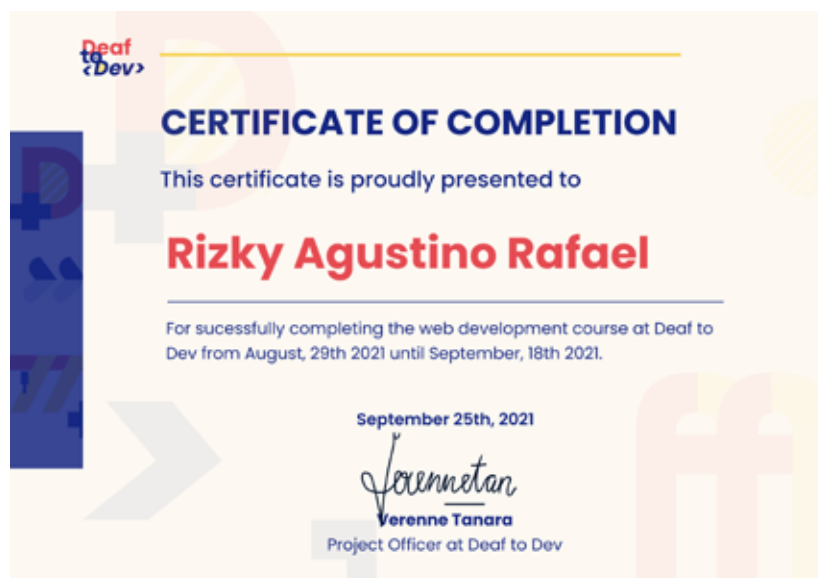 Deaf
to
<Dev>
CERTIFICATE OF COMPLETION
This certificate is proudly presented to
Rizky Agustino Rafael
For sucessfully completing the web development course at Deaf to
Dev from August, 29th 2021 until September, 18th 2021.
September 25th, 2021
Verennetan
Verenne Tanara
Project Officer at Deaf to Dev